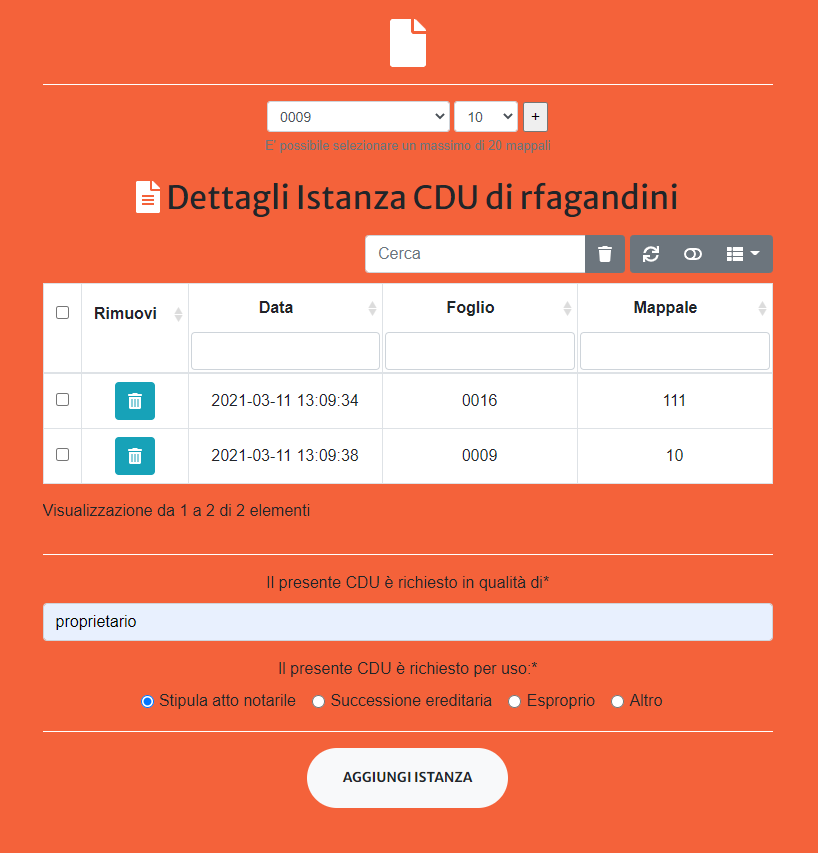 0009 10 +
E' possibile selezionare un massimo di 20 mappali
Dettagli Istanza CDU di rfagandini
Cerca
Rimuovi Data Foglio Mappale
2021-03-11 13:09:34 0016 111
2021-03-11 13:09:38 0009 10
Visualizzazione da 1 a 2 di 2 elementi
Il presente CDU è richiesto in qualità di*
proprietario
Il presente CDU è richiesto per uso:*
Stipula atto notarile Successione ereditaria Esproprio Altro
AGGIUNGI ISTANZA